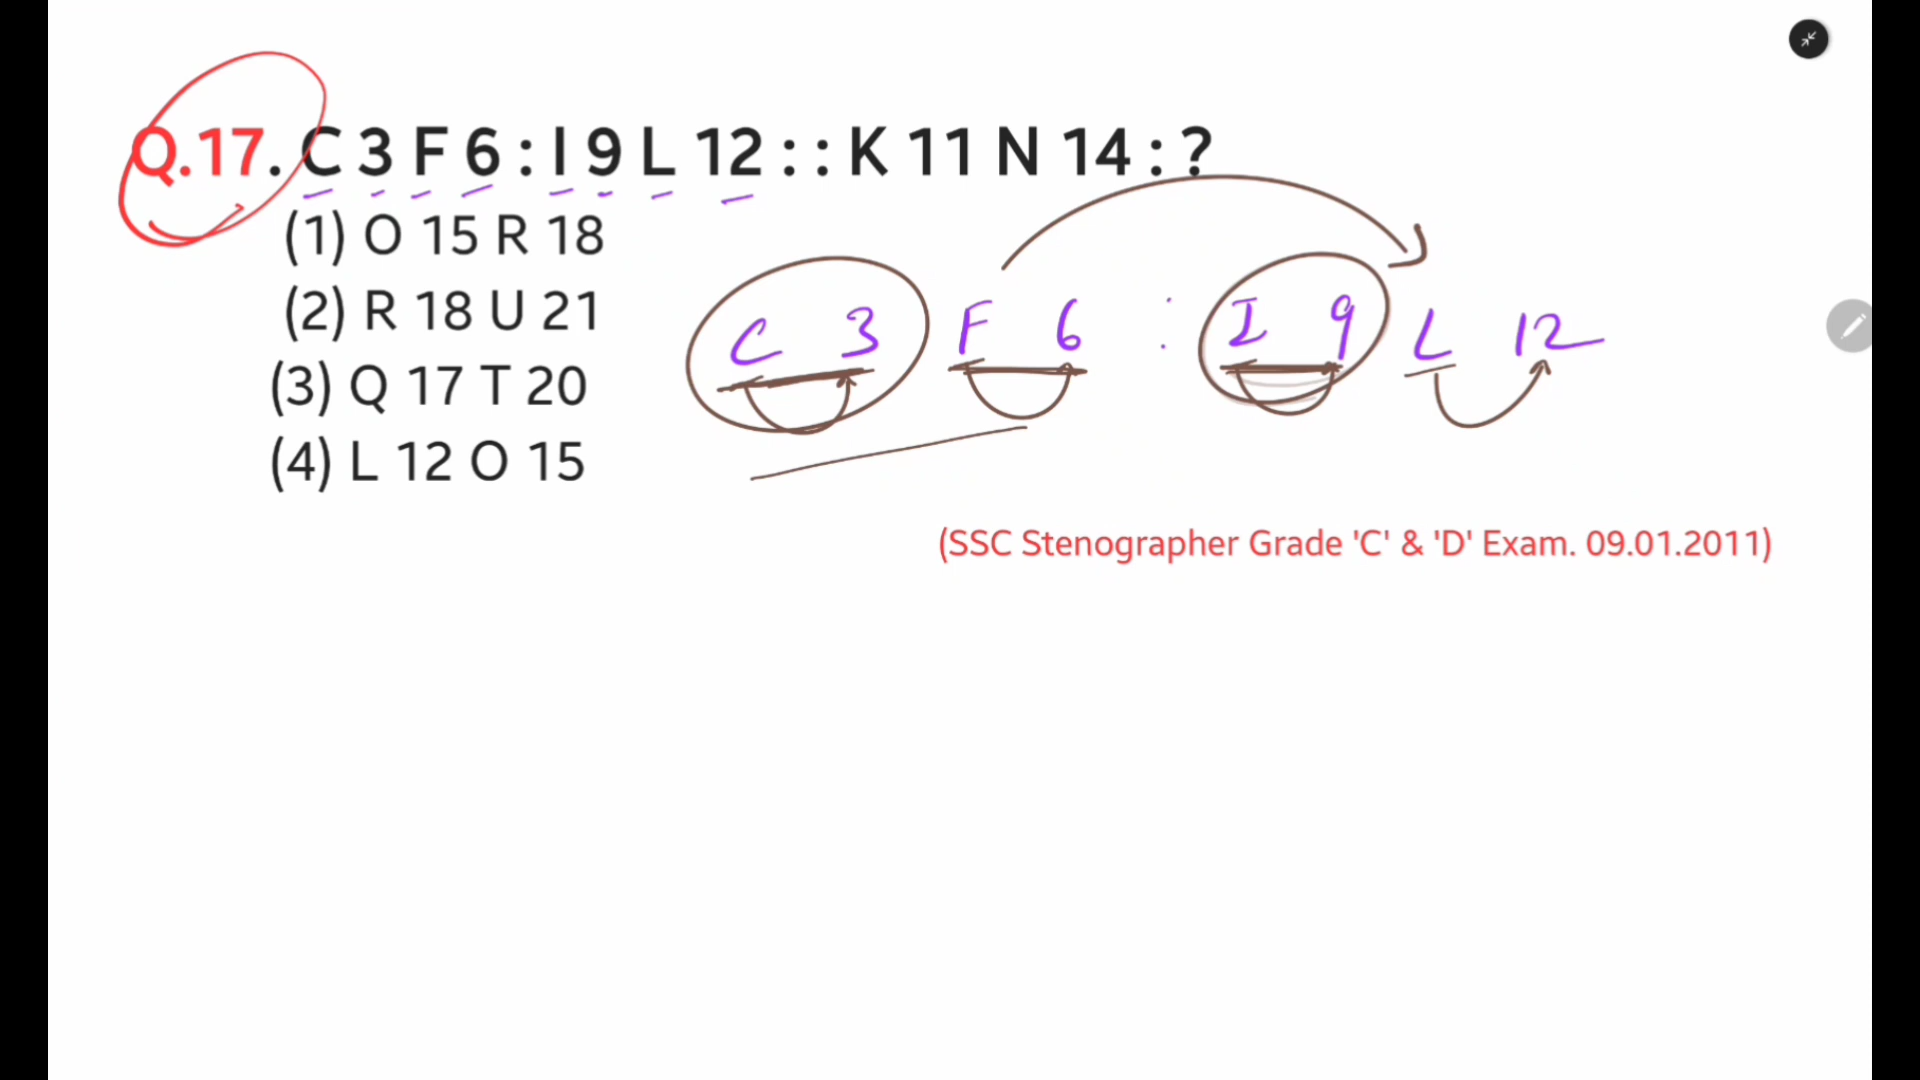 Q.17. C 3 F 6 : I 9 L 12 : : K 11 N 14 : ?
(1) O 15 R 18
(2) R 18 U 21
(3) Q 17 T 20
(4) L 12 O 15
C 3 F 6 : I 9 L 12
(SSC Stenographer Grade 'C' & 'D' Exam. 09.01.2011)